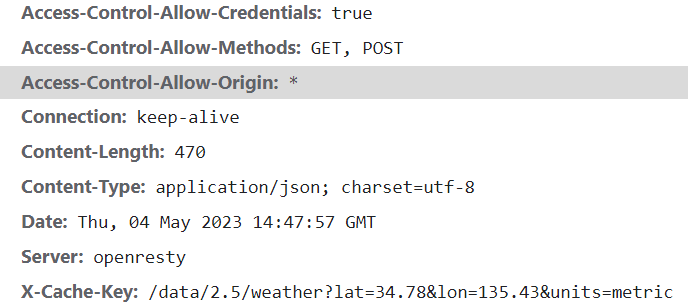 Access-Control-Allow-Credentials: true
Access-Control-Allow-Methods: GET, POST
Access-Control-Allow-Origin: *
Connection: keep-alive
Content-Length: 470
Content-Type: application/json; charset=utf-8
Date: Thu, 04 May 2023 14:47:57 GMT
Server: openresty
X-Cache-Key: /data/2.5/weather?lat=34.78&lon=135.43&units=metric